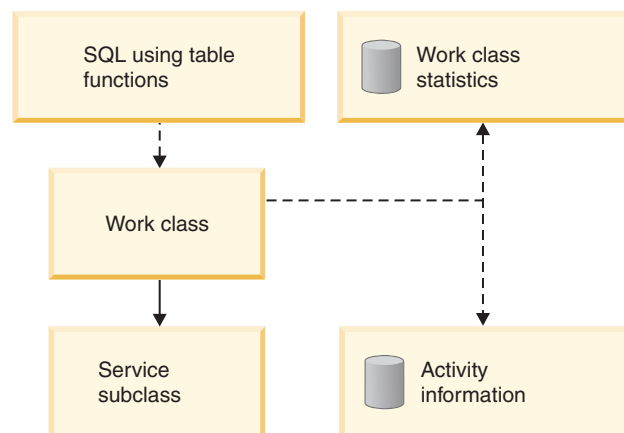 SQL using table
functions
Work class
statistics
Work class
Service
subclass
Activity
information